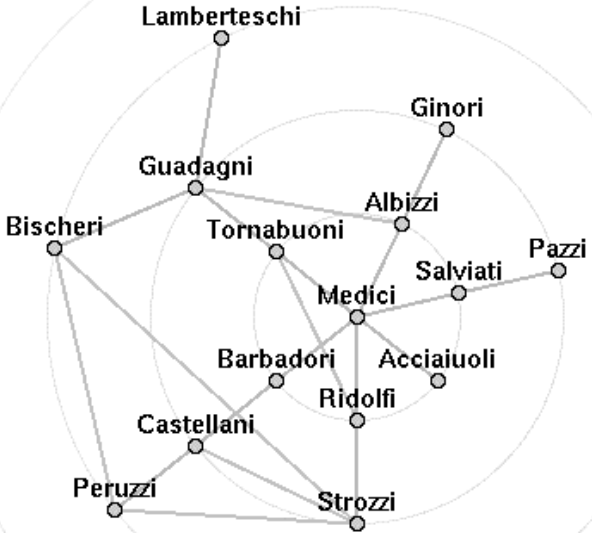 Lamberteschi
Ginori
Guadagni
Albizzi
Bischeri
Tornabuoni
Pazzi
Salviati
Medici
Barbadori
Acciaiuoli
Ridolfi
Castellani
Peruzzi
Strozzi